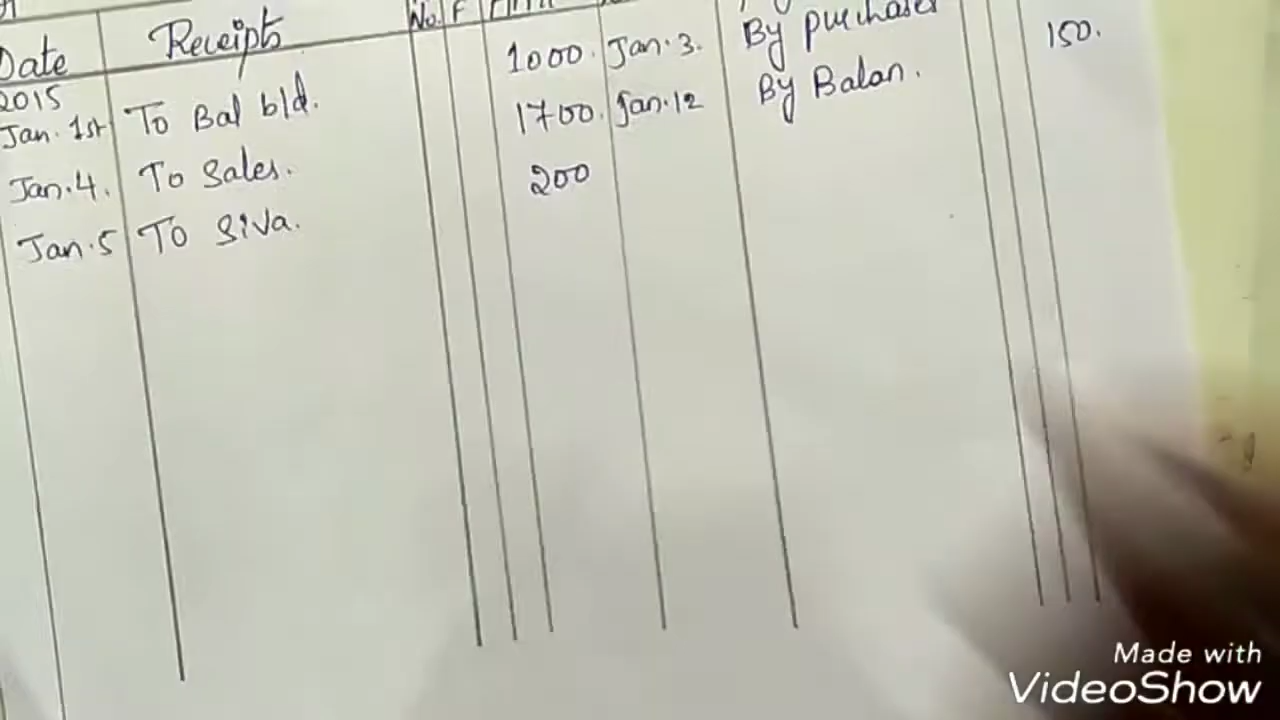 Date Receipts No. F
2015
Jan. 1st To Bal b/d. 1000. Jan. 3. By purchases 150.
Jan. 4. To Sales. 1700. Jan. 12 By Balan.
Jan. 5 To Siva. 200
Made with
VideoShow